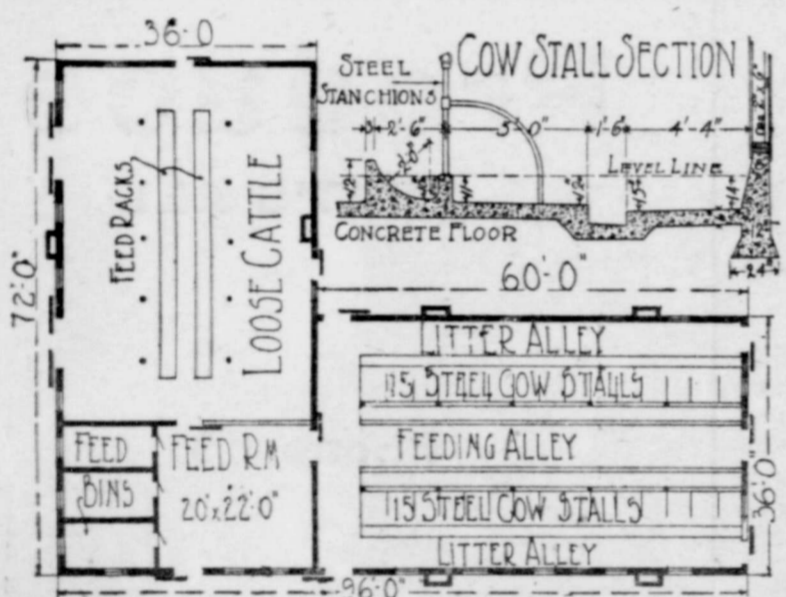 36'-0
COW STALL SECTION
STEEL
STANCHIONS
2'-6"
5'-0"
1'-6"
4'-4"
LEVEL LINE
CONCRETE FLOOR
24"
72'-0"
FEED RACKS
LOOSE CATTLE
60'-0"
LITTER ALLEY
15 STEEL COW STALLS
FEEDING ALLEY
15 STEEL COW STALLS
LITTER ALLEY
36'-0"
FEED
BINS
FEED RM
20'x22'-0"
96'-0"